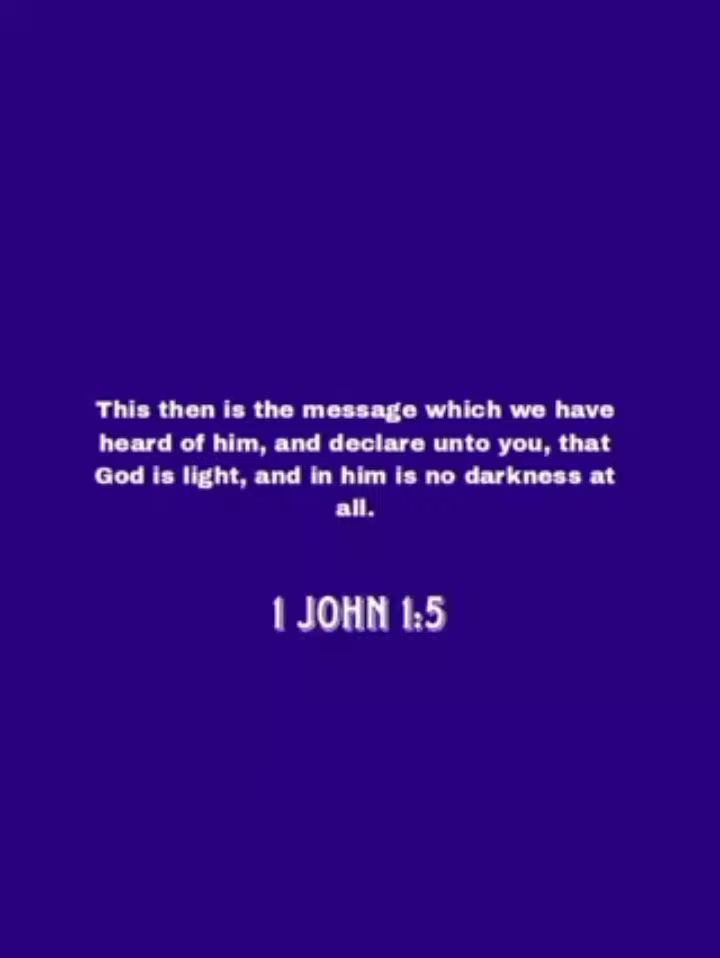 This then is the message which we have
heard of him, and declare unto you, that
God is light, and in him is no darkness at
all.
1 JOHN 1:5